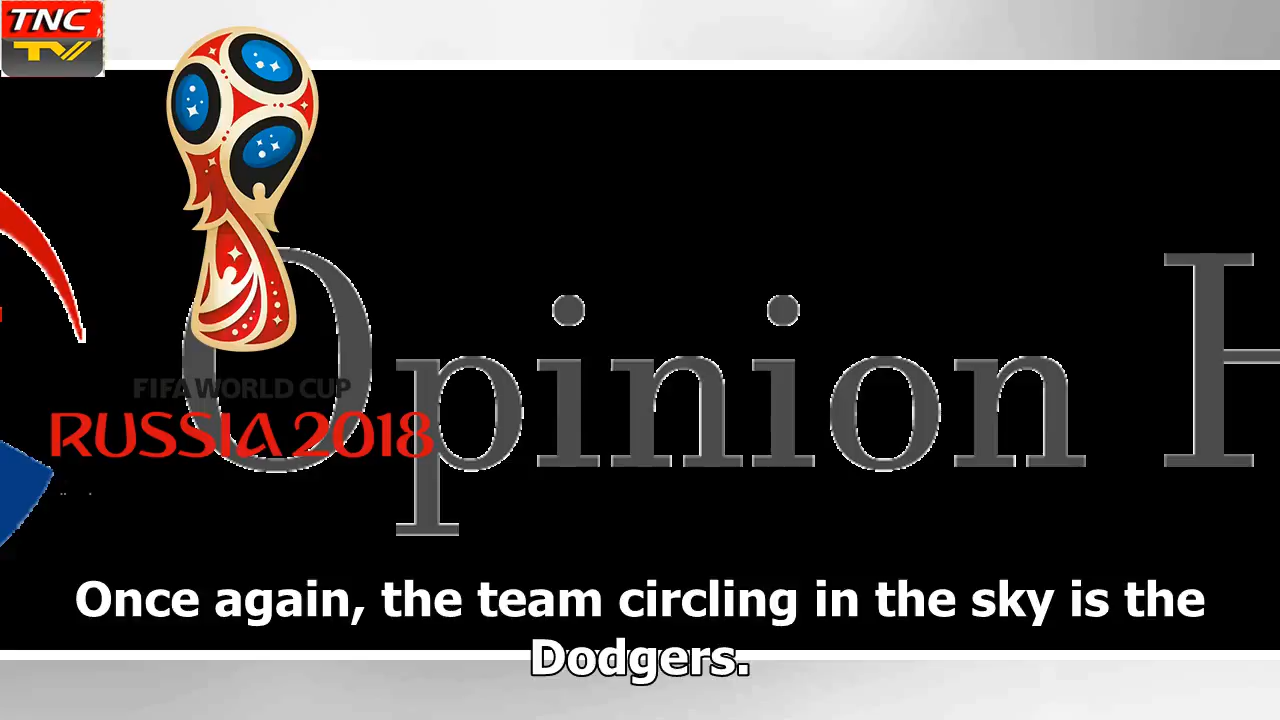 TNC
TV
Opinion H
FIFA WORLD CUP
RUSSIA 2018
Once again, the team circling in the sky is the
Dodgers.